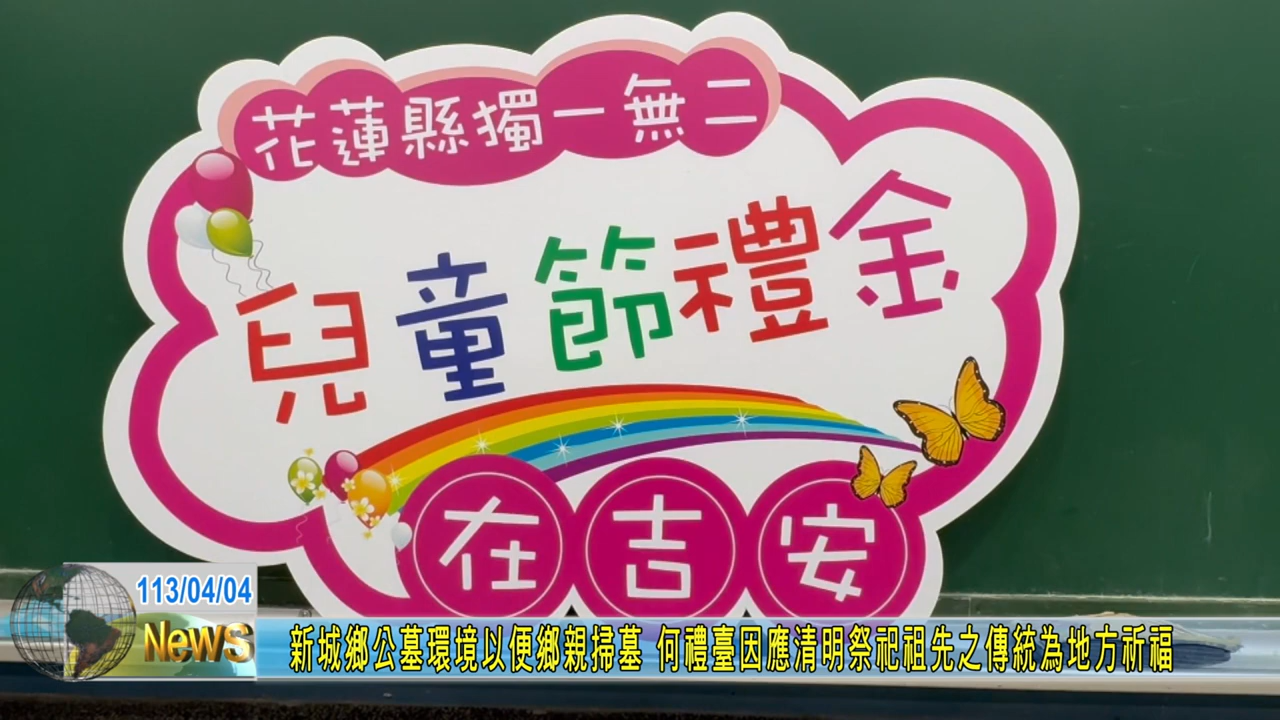 花蓮縣獨一無二
兒童節禮金
在吉安
113/04/04
News
新城鄉公墓環境以便鄉親掃墓 何禮臺因應清明祭祀祖先之傳統為地方祈福